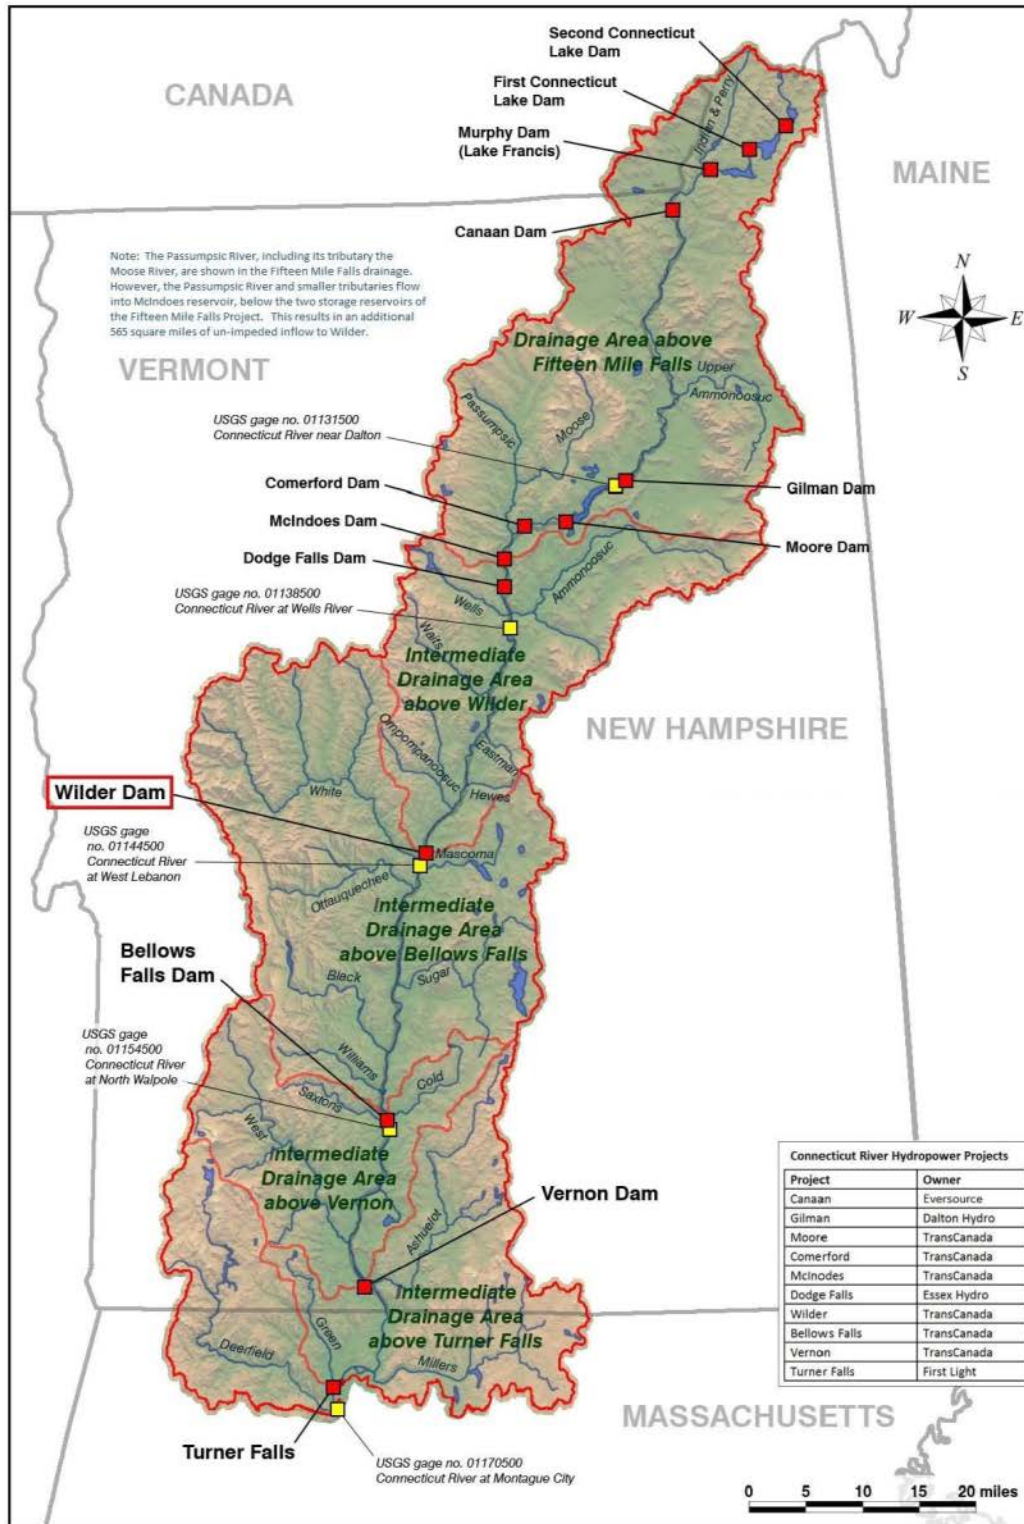 Second Connecticut
Lake Dam
First Connecticut
Lake Dam
CANADA
Indian & Perry
Murphy Dam
(Lake Francis)
MAINE
Canaan Dam
Note: The Passumpsic River, including its tributary the
Moose River, are shown in the Fifteen Mile Falls drainage.
However, the Passumpsic River and smaller tributaries flow
into McIndoes reservoir, below the two storage reservoirs of
the Fifteen Mile Falls Project. This results in an additional
565 square miles of un-impeded inflow to Wilder.
N
W
E
S
VERMONT
Drainage Area above
Fifteen Mile Falls
Upper
Ammonoosuc
Passumpsic
Moose
USGS gage no. 01131500
Connecticut River near Dalton
Comerford Dam
Gilman Dam
McIndoes Dam
Moore Dam
Dodge Falls Dam
Ammonoosuc
USGS gage no. 01138500
Connecticut River at Wells River
Wells
Waits
Intermediate
Drainage Area
above Wilder
NEW HAMPSHIRE
Ompompanoosuc
Eastman
Hewes
White
Wilder Dam
USGS gage
no. 01144500
Connecticut River
at West Lebanon
Mascoma
Ottauquechee
Intermediate
Drainage Area
above Bellows Falls
Bellows
Falls Dam
Black
Sugar
USGS gage
no. 01154500
Connecticut River
at North Walpole
Williams
Cold
Saxtons
West
Intermediate
Drainage Area
above Vernon
Vernon Dam
Ashuelot
Connecticut River Hydropower Projects
Project Owner
Canaan Eversource
Gilman Dalton Hydro
Moore TransCanada
Comerford TransCanada
McInodes TransCanada
Dodge Falls Essex Hydro
Wilder TransCanada
Bellows Falls TransCanada
Vernon TransCanada
Turner Falls First Light
Intermediate
Drainage Area
above Turner Falls
Green
Deerfield
Millers
MASSACHUSETTS
Turner Falls
USGS gage no. 01170500
Connecticut River at Montague City
0 5 10 15 20 miles